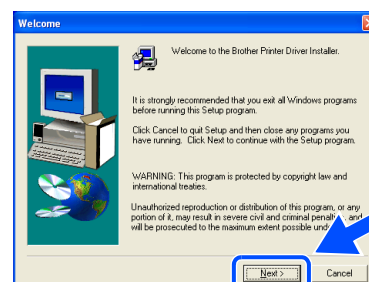 Welcome
Welcome to the Brother Printer Driver Installer.
It is strongly recommended that you exit all Windows programs
before running this Setup program.
Click Cancel to quit Setup and then close any programs you
have running. Click Next to continue with the Setup program.
WARNING: This program is protected by copyright law and
international treaties.
Unauthorized reproduction or distribution of this program, or any
portion of it, may result in severe civil and criminal penalties, and
will be prosecuted to the maximum extent possible
Next >
Cancel